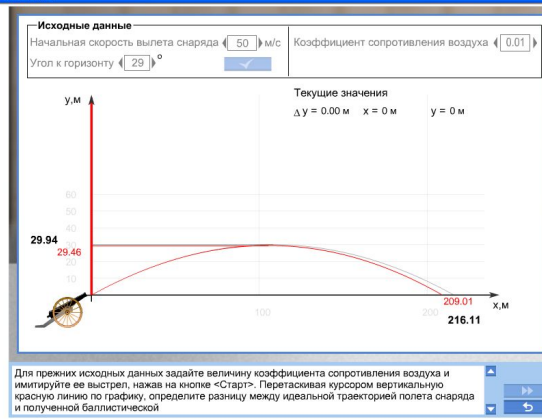 Исходные данные
Начальная скорость вылета снаряда 50 м/с
Коэффициент сопротивления воздуха 0.01
Угол к горизонту 29 °
Текущие значения
y,м
Δ y = 0.00 м x = 0 м y = 0 м
60
50
40
29.94
30
29.46
20
10
209.01
x,м
100
200
216.11
Для прежних исходных данных задайте величину коэффициента сопротивления воздуха и
имитируйте ее выстрел, нажав на кнопке <Старт>. Перетаскивая курсором вертикальную
красную линию по графику, определите разницу между идеальной траекторией полета снаряда
и полученной баллистической